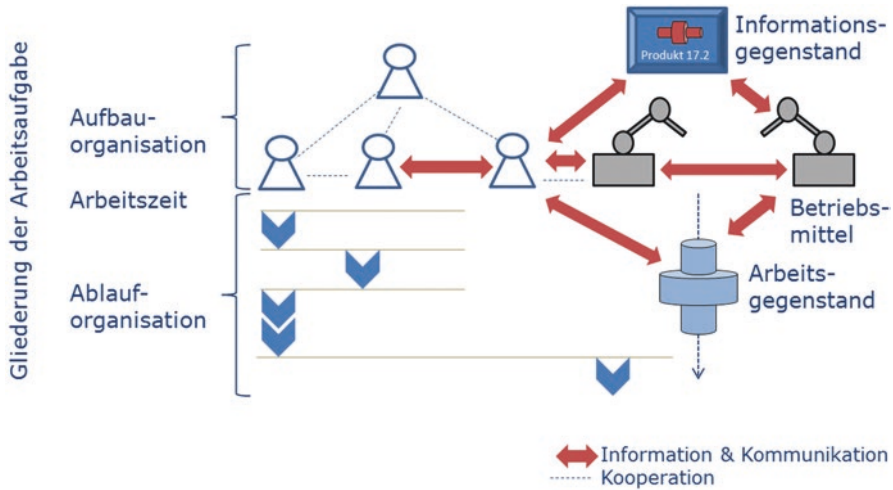 Gliederung der Arbeitsaufgabe
Aufbau-
organisation
Arbeitszeit
Ablauf-
organisation
Produkt 17.2
Informations-
gegenstand
Betriebs-
mittel
Arbeits-
gegenstand
Information & Kommunikation
Kooperation